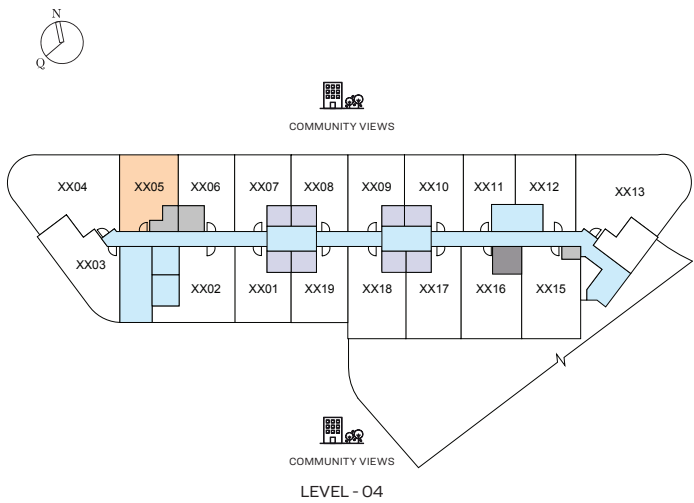 N
Q
COMMUNITY VIEWS
XX04 XX05 XX06 XX07 XX08 XX09 XX10 XX11 XX12 XX13
XX03 XX02 XX01 XX19 XX18 XX17 XX16 XX15
N
COMMUNITY VIEWS
LEVEL - 04